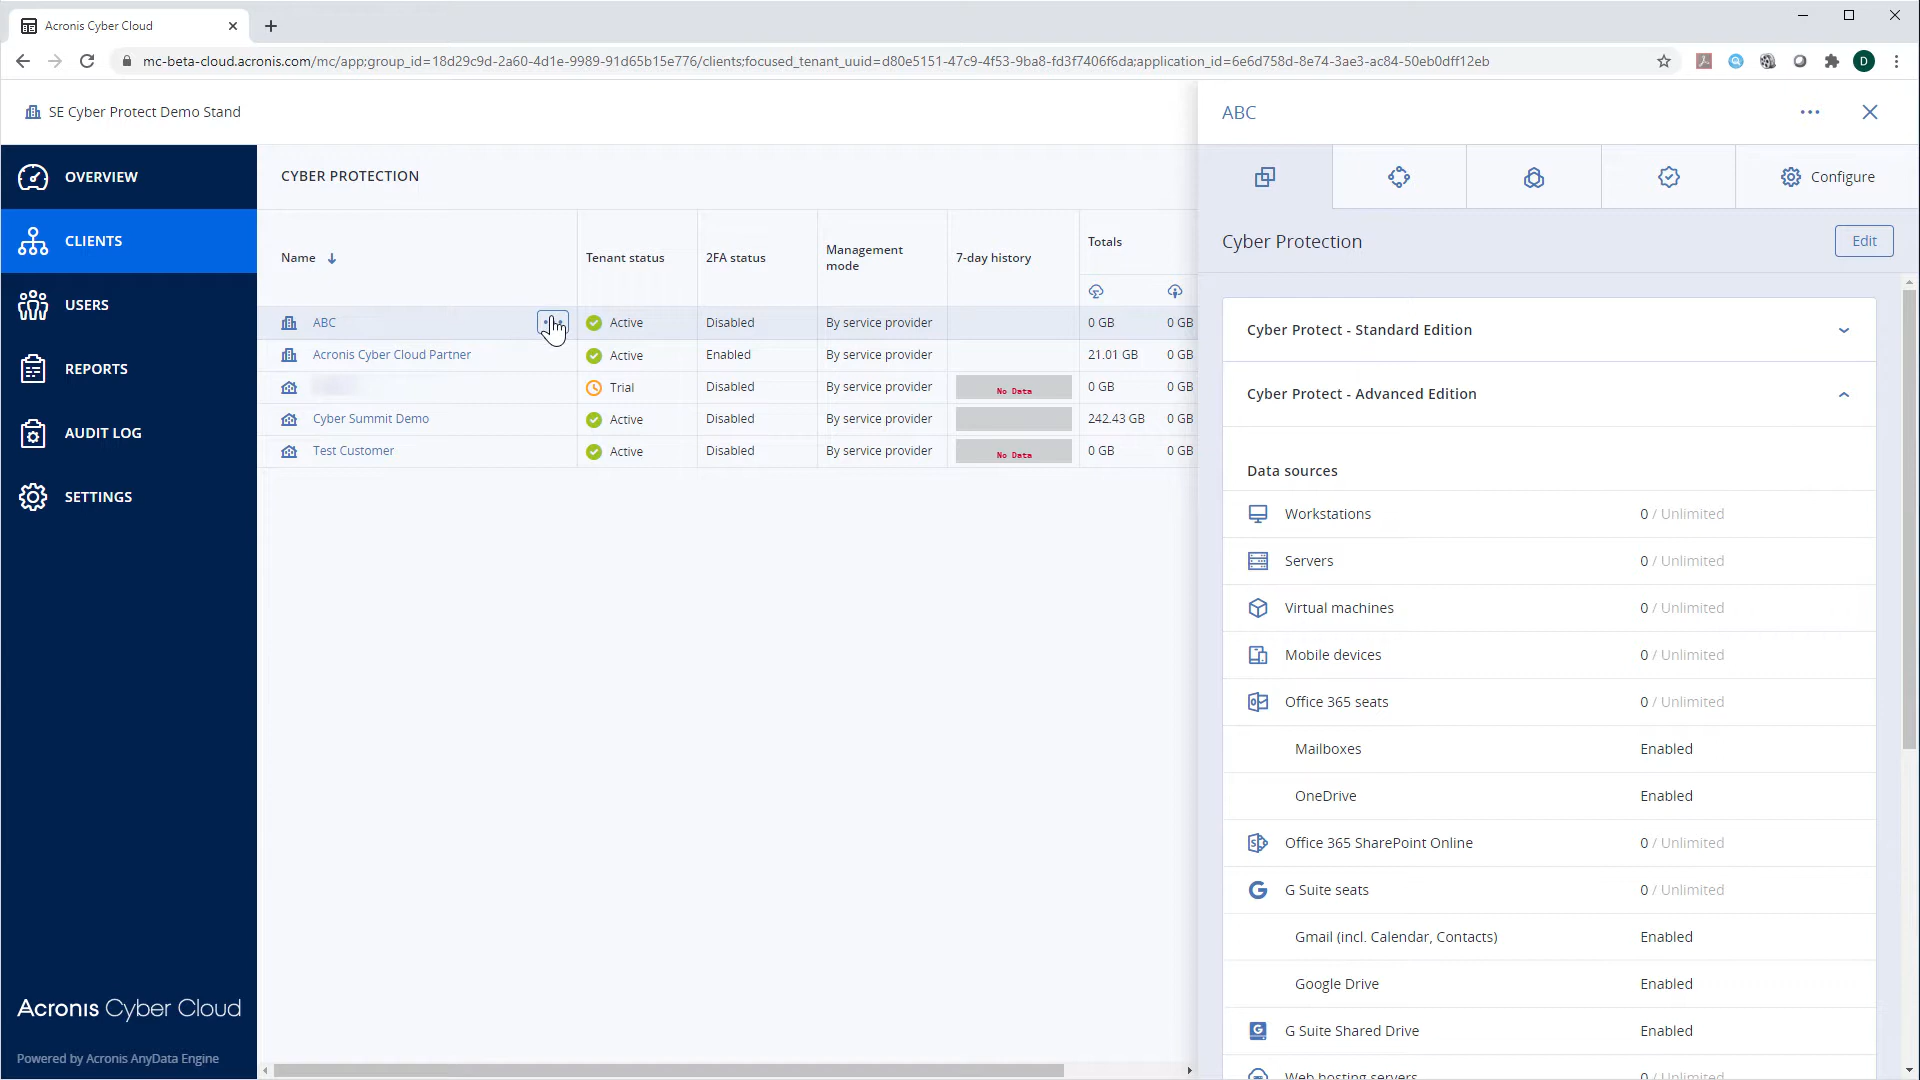 Acronis Cyber Cloud
mc-beta-cloud.acronis.com/mc/app;group_id=18d29c9d-2a60-4d1e-9989-91d65b15e776/clients;focused_tenant_uuid=d80e5151-47c9-4f53-9ba8-fd3f7406f6da;application_id=6e6d758d-8e74-3ae3-ac84-50eb0dff12eb
D
SE Cyber Protect Demo Stand
OVERVIEW
CLIENTS
USERS
REPORTS
AUDIT LOG
SETTINGS
Acronis Cyber Cloud
Powered by Acronis AnyData Engine
CYBER PROTECTION
Name Tenant status 2FA status Management mode 7-day history Totals
ABC Active Disabled By service provider 0 GB 0 GB
Acronis Cyber Cloud Partner Active Enabled By service provider 21.01 GB 0 GB
Trial Disabled By service provider No Data 0 GB 0 GB
Cyber Summit Demo Active Disabled By service provider 242.43 GB 0 GB
Test Customer Active Disabled By service provider No Data 0 GB 0 GB
ABC
Configure
Cyber Protection Edit
Cyber Protect - Standard Edition
Cyber Protect - Advanced Edition
Data sources
Workstations 0 / Unlimited
Servers 0 / Unlimited
Virtual machines 0 / Unlimited
Mobile devices 0 / Unlimited
Office 365 seats 0 / Unlimited
Mailboxes Enabled
OneDrive Enabled
Office 365 SharePoint Online 0 / Unlimited
G Suite seats 0 / Unlimited
Gmail (incl. Calendar, Contacts) Enabled
Google Drive Enabled
G Suite Shared Drive Enabled
Web hosting servers 0 / Unlimited